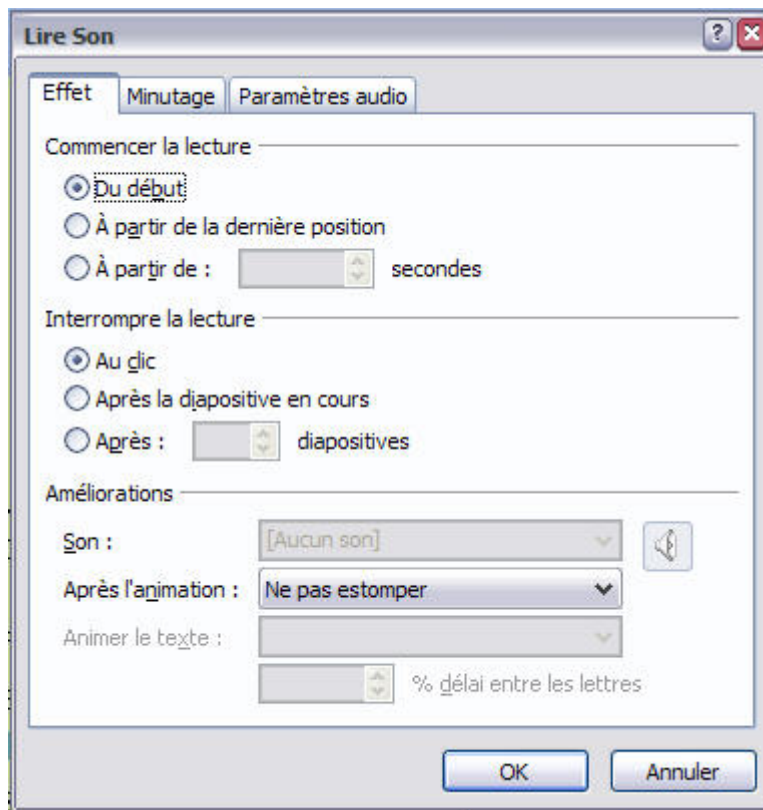 Lire Son
Effet Minutage Paramètres audio
Commencer la lecture
Du début
À partir de la dernière position
À partir de : secondes
Interrompre la lecture
Au clic
Après la diapositive en cours
Après : diapositives
Améliorations
Son : [Aucun son]
Après l'animation : Ne pas estomper
Animer le texte :
% délai entre les lettres
OK Annuler